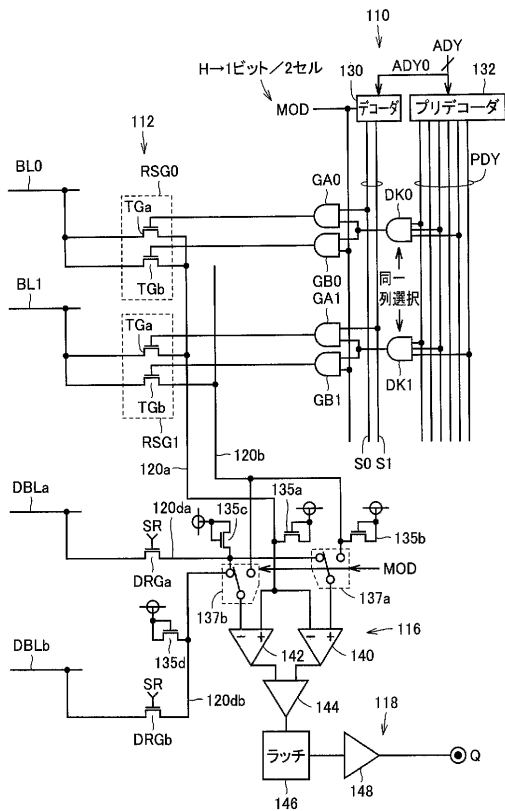 110
ADY
ADY0
H→1ビット/2セル
130
132
MOD
デコーダ
プリデコーダ
112
BL0
RSG0
PDY
GA0
DK0
TGa
GB0
TGb
同一
列選択
BL1
GA1
TGa
TGb
GB1
DK1
RSG1
S0 S1
120a
120b
DBLa
120da
135c
135a
SR
135b
DRGa
MOD
137b
137a
− + − +
116
142
140
DBLb
135d
SR
120db
144
118
DRGb
ラッチ
Q
146
148